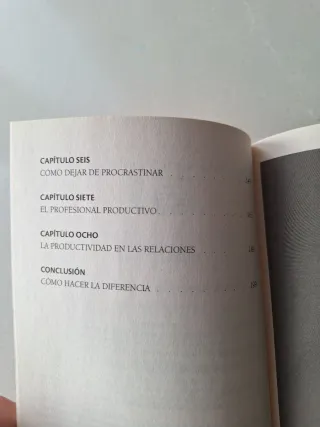 CAPÍTULO SEIS
CÓMO DEJAR DE PROCRASTINAR . . . . . . . .
CAPÍTULO SIETE
EL PROFESIONAL PRODUCTIVO . . . . . . . . .
CAPÍTULO OCHO
LA PRODUCTIVIDAD EN LAS RELACIONES . . . . .
CONCLUSIÓN
CÓMO HACER LA DIFERENCIA . . . . . . . . .